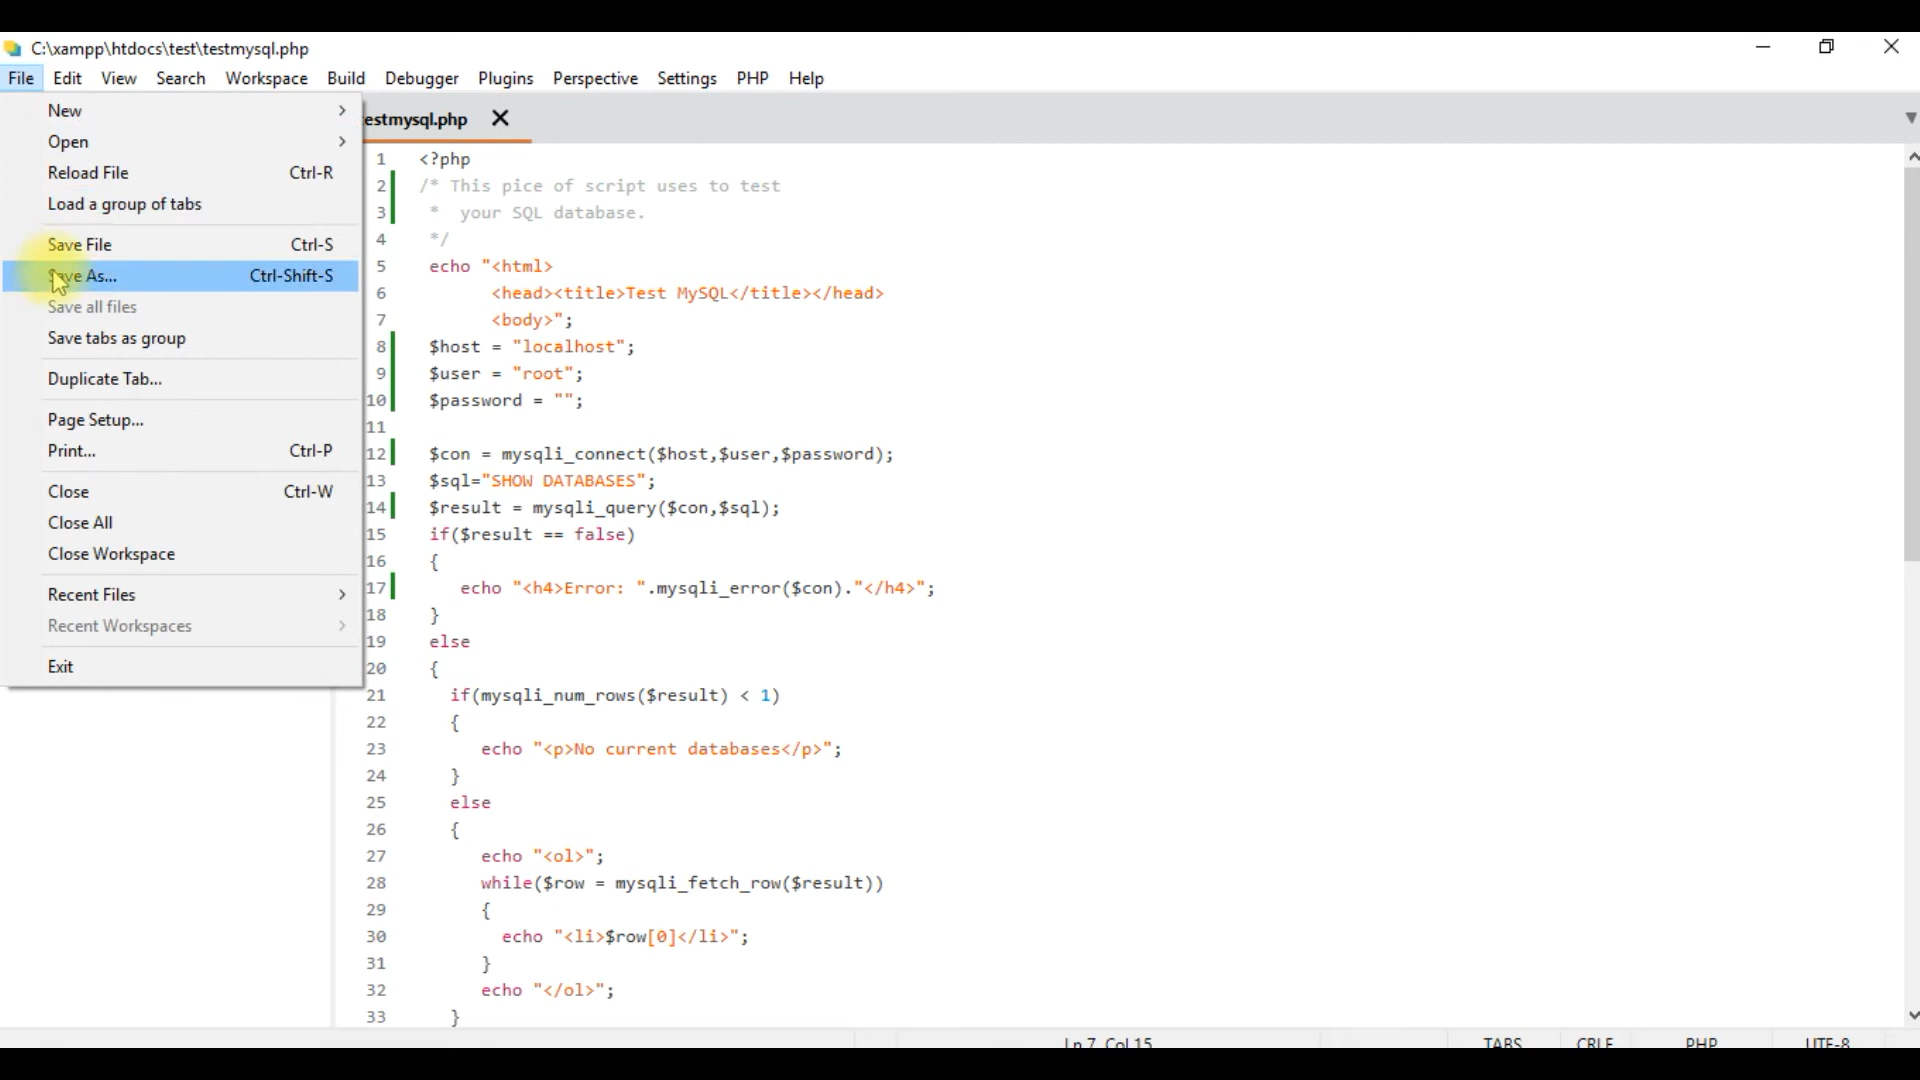 C:\xampp\htdocs\test\testmysql.php
File Edit View Search Workspace Build Debugger Plugins Perspective Settings PHP Help
New
Open
Reload File Ctrl-R
Load a group of tabs
Save File Ctrl-S
Save As... Ctrl-Shift-S
Save all files
Save tabs as group
Duplicate Tab...
Page Setup...
Print... Ctrl-P
Close Ctrl-W
Close All
Close Workspace
Recent Files
Recent Workspaces
Exit
estmysql.php
1 <?php
2 /* This pice of script uses to test
3 * your SQL database.
4 */
5 echo "<html>
6 <head><title>Test MySQL</title></head>
7 <body>";
8 $host = "localhost";
9 $user = "root";
10 $password = "";
11
12 $con = mysqli_connect($host,$user,$password);
13 $sql="SHOW DATABASES";
14 $result = mysqli_query($con,$sql);
15 if($result == false)
16 {
17 echo "<h4>Error: ".mysqli_error($con)."</h4>";
18 }
19 else
20 {
21 if(mysqli_num_rows($result) < 1)
22 {
23 echo "<p>No current databases</p>";
24 }
25 else
26 {
27 echo "<ol>";
28 while($row = mysqli_fetch_row($result))
29 {
30 echo "<li>$row[0]</li>";
31 }
32 echo "</ol>";
33 }
Ln 7, Col 15 TABS CRLF PHP UTF-8